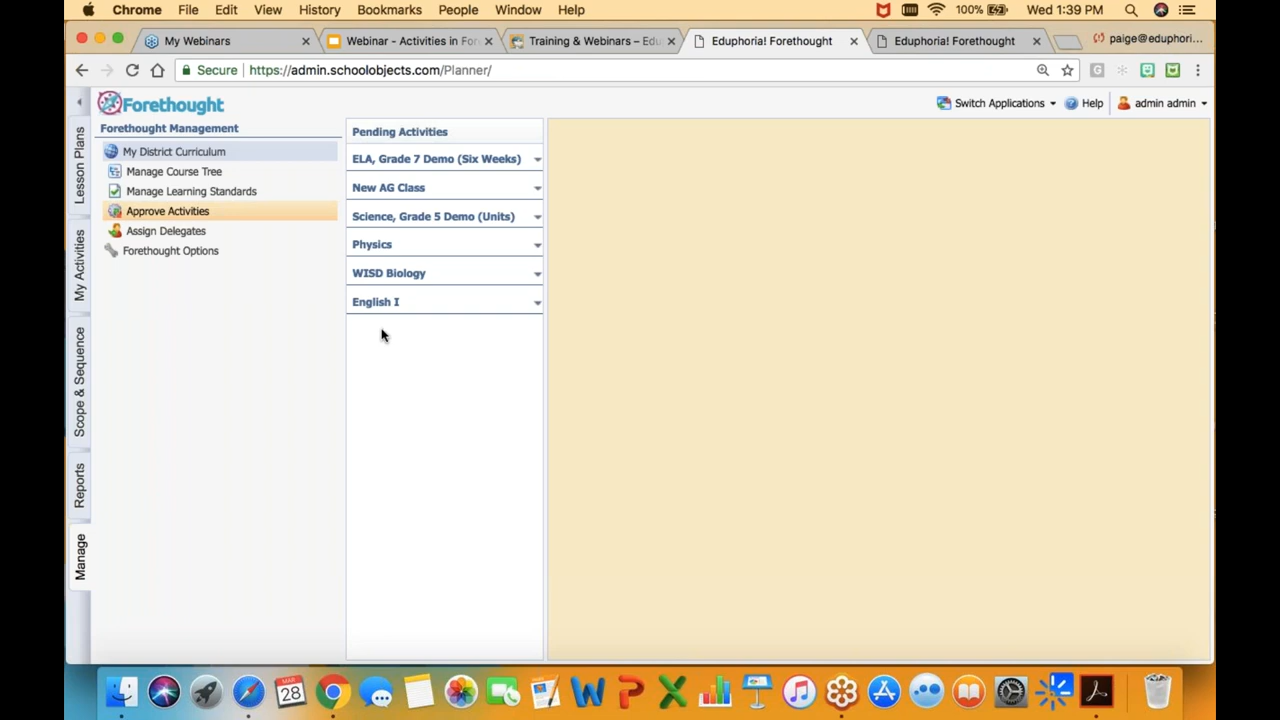 Chrome File Edit View History Bookmarks People Window Help 100% Wed 1:39 PM
My Webinars Webinar - Activities in For Training & Webinars – Edu Eduphoria! Forethought Eduphoria! Forethought paige@eduphori...
Secure https://admin.schoolobjects.com/Planner/
Forethought Switch Applications Help admin admin
Forethought Management
My District Curriculum
Manage Course Tree
Manage Learning Standards
Approve Activities
Assign Delegates
Forethought Options
Lesson Plans
My Activities
Scope & Sequence
Reports
Manage
Pending Activities
ELA, Grade 7 Demo (Six Weeks)
New AG Class
Science, Grade 5 Demo (Units)
Physics
WISD Biology
English I
MAR
28